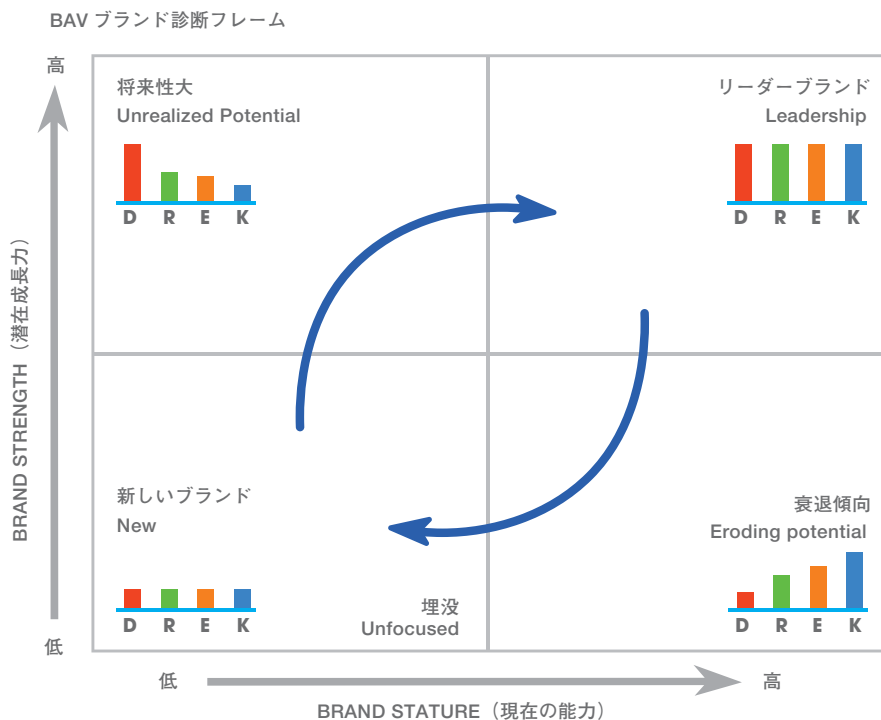 BAV ブランド診断フレーム
高
将来性大
Unrealized Potential
D R E K
リーダーブランド
Leadership
D R E K
BRAND STRENGTH（潜在成長力）
新しいブランド
New
D R E K
埋没
Unfocused
衰退傾向
Eroding potential
D R E K
低
低
高
BRAND STATURE（現在の能力）